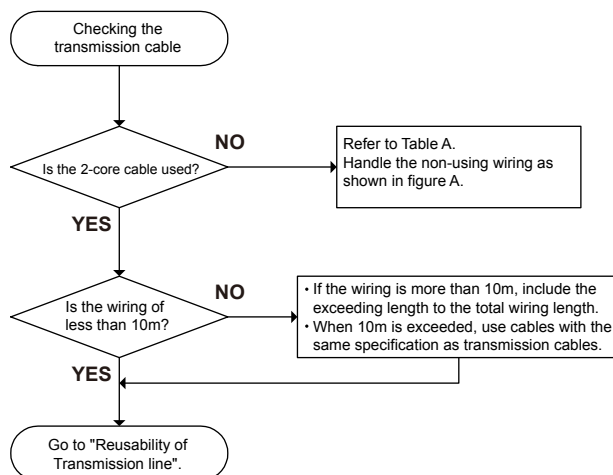 Checking the
transmission cable
Is the 2-core cable used?
NO
Refer to Table A.
Handle the non-using wiring as
shown in figure A.
YES
Is the wiring of
less than 10m?
NO
・If the wiring is more than 10m, include the
exceeding length to the total wiring length.
・When 10m is exceeded, use cables with the
same specification as transmission cables.
YES
Go to "Reusability of
Transmission line".